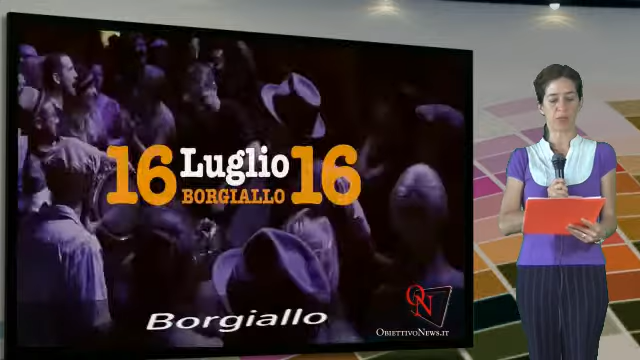 16 Luglio 16
BORGIALLO
Borgiallo
ON
OBIETTIVONEWS.IT